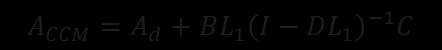 A_{CCM} = A_d + BL_1(I − DL_1)^{−1}C